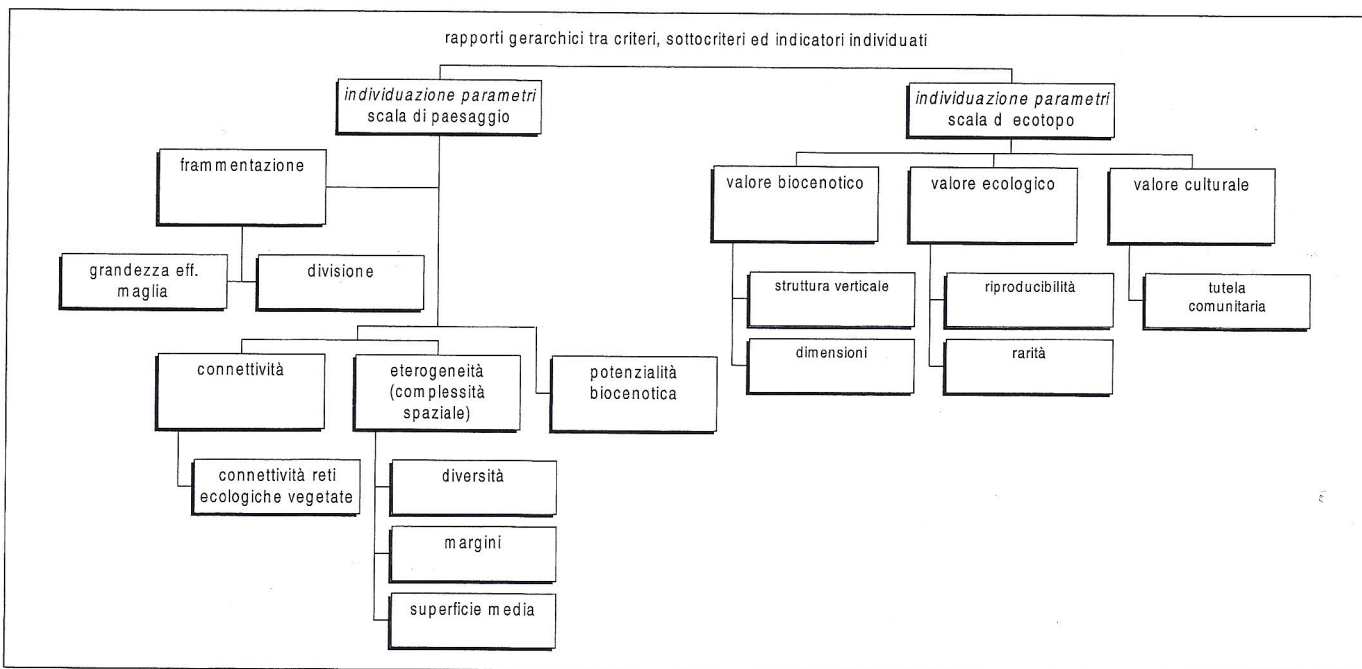 rapporti gerarchici tra criteri, sottocriteri ed indicatori individuati
individuazione parametri
scala di paesaggio
individuazione parametri
scala d ecotopo
frammentazione
grandezza eff.
maglia
divisione
connettività
eterogeneità
(complessità
spaziale)
potenzialità
biocenotica
connettività reti
ecologiche vegetate
diversità
margini
superficie media
valore biocenotico
valore ecologico
valore culturale
struttura verticale
dimensioni
riproducibilità
rarità
tutela
comunitaria